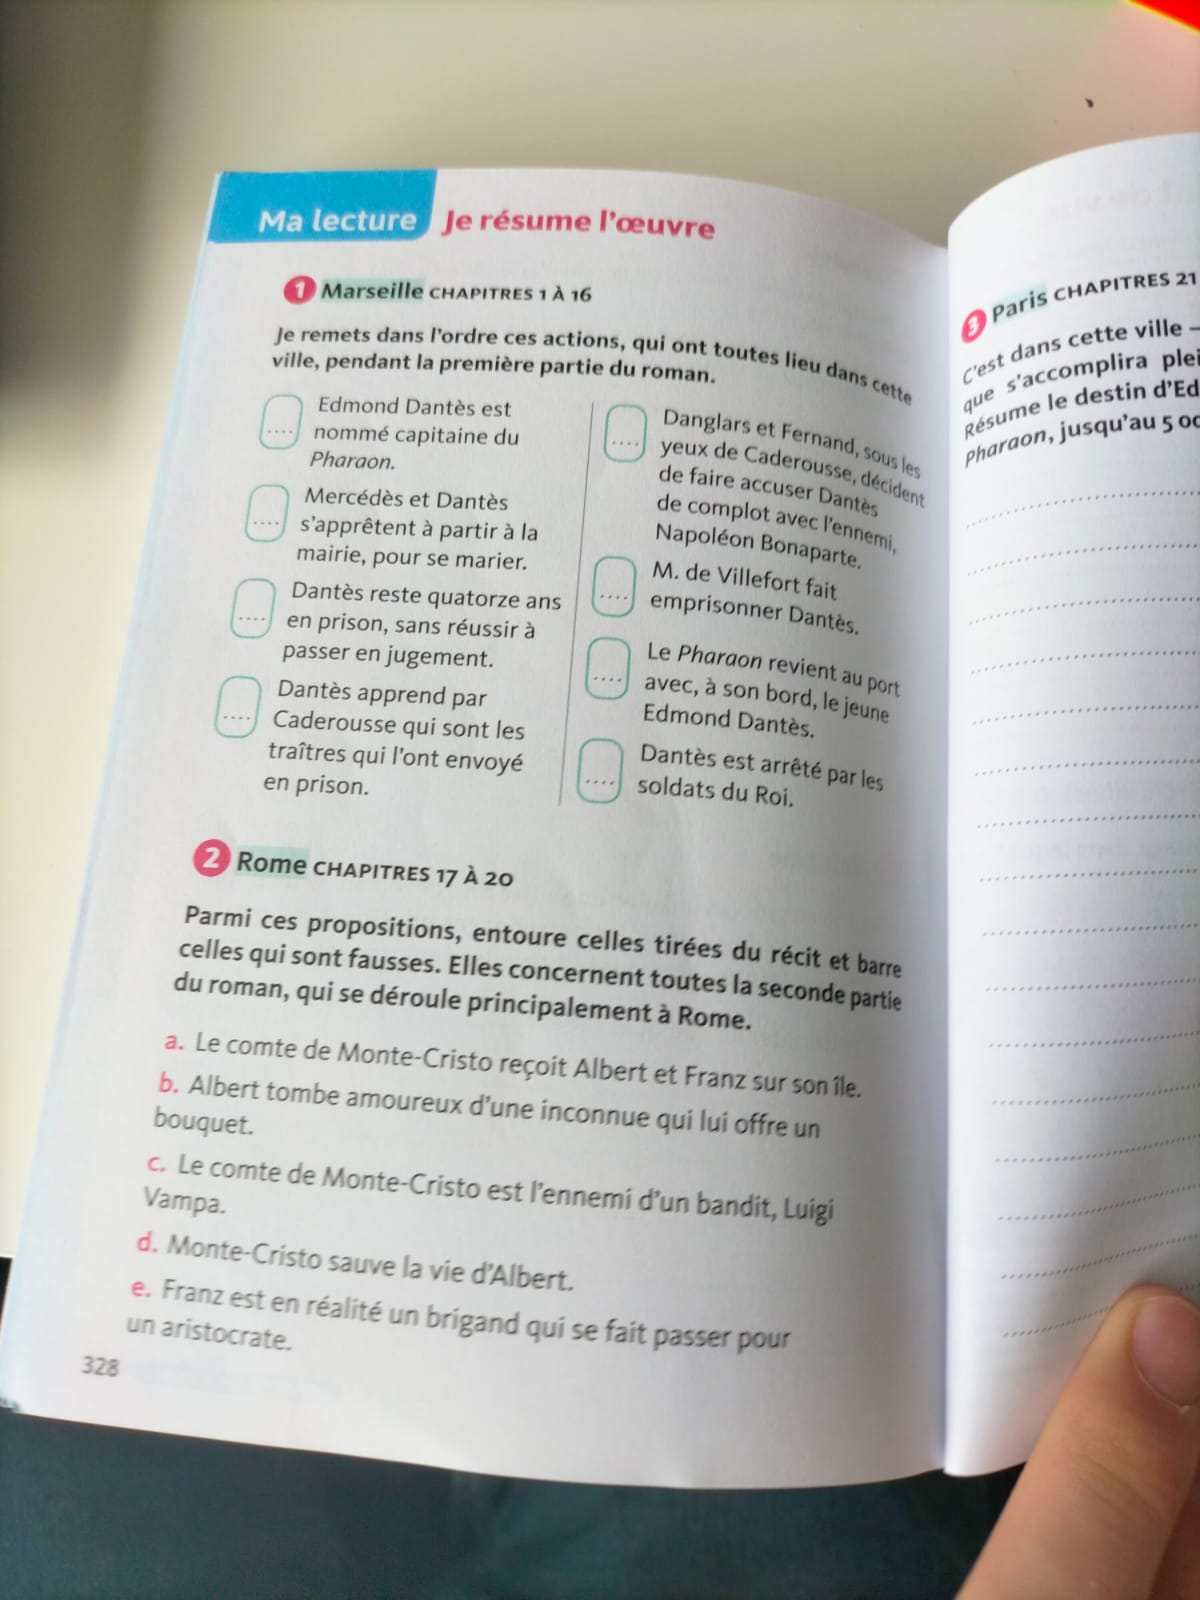 Ma lecture Je résume l'œuvre
1 Marseille CHAPITRES 1 À 16
Je remets dans l'ordre ces actions, qui ont toutes lieu dans cette
ville, pendant la première partie du roman.
.... Edmond Dantès est
nommé capitaine du
Pharaon.
.... Mercédès et Dantès
s'apprêtent à partir à la
mairie, pour se marier.
.... Dantès reste quatorze ans
en prison, sans réussir à
passer en jugement.
.... Dantès apprend par
Caderousse qui sont les
traîtres qui l'ont envoyé
en prison.
.... Danglars et Fernand, sous les
yeux de Caderousse, décident
de faire accuser Dantès
de complot avec l'ennemi,
Napoléon Bonaparte.
.... M. de Villefort fait
emprisonner Dantès.
.... Le Pharaon revient au port
avec, à son bord, le jeune
Edmond Dantès.
.... Dantès est arrêté par les
soldats du Roi.
2 Rome CHAPITRES 17 À 20
Parmi ces propositions, entoure celles tirées du récit et barre
celles qui sont fausses. Elles concernent toutes la seconde partie
du roman, qui se déroule principalement à Rome.
a. Le comte de Monte-Cristo reçoit Albert et Franz sur son île.
b. Albert tombe amoureux d'une inconnue qui lui offre un
bouquet.
c. Le comte de Monte-Cristo est l'ennemi d'un bandit, Luigi
Vampa.
d. Monte-Cristo sauve la vie d'Albert.
e. Franz est en réalité un brigand qui se fait passer pour
un aristocrate.
328
3 Paris CHAPITRES 21
C'est dans cette ville –
que s'accomplira
Résume le destin d'Ed
Pharaon, jusqu'au 5 oc